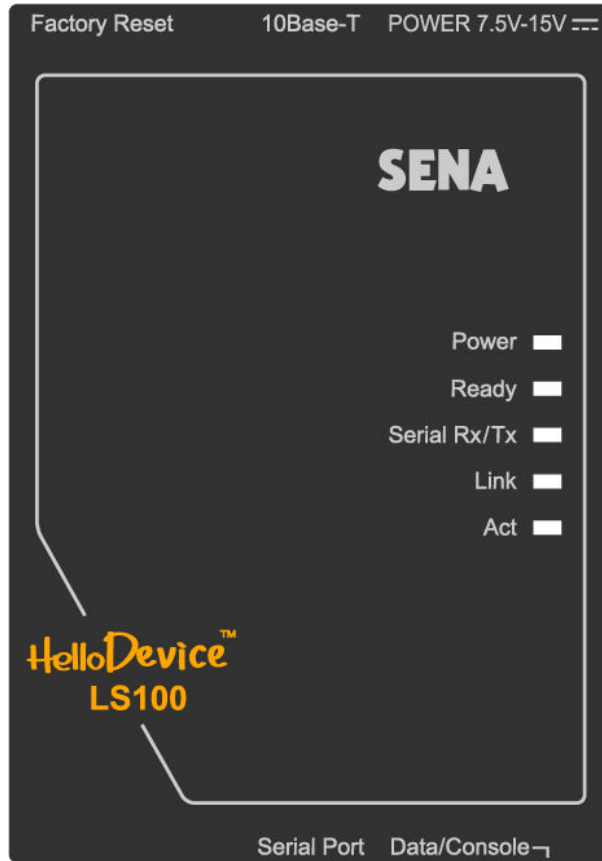 Factory Reset 10Base-T POWER 7.5V-15V
SENA
Power
Ready
Serial Rx/Tx
Link
Act
HelloDevice™
LS100
Serial Port Data/Console